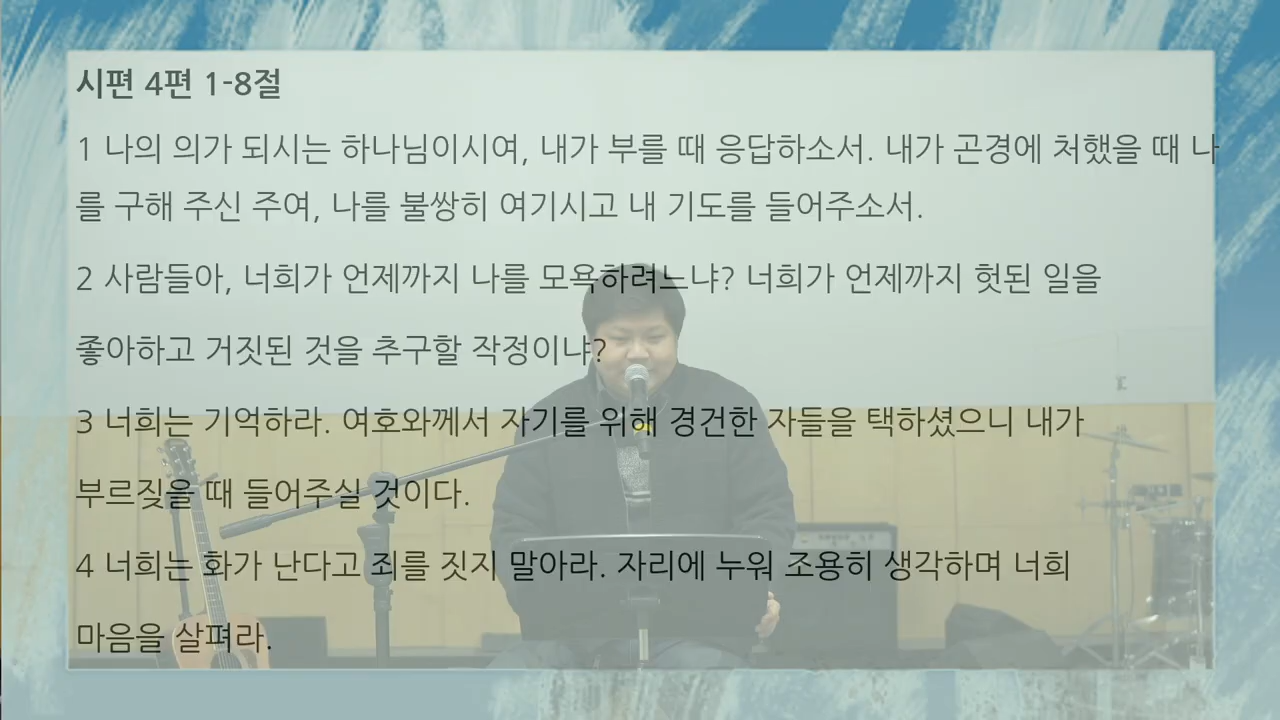 시편 4편 1-8절
1 나의 의가 되시는 하나님이시여, 내가 부를 때 응답하소서. 내가 곤경에 처했을 때 나
를 구해 주신 주여, 나를 불쌍히 여기시고 내 기도를 들어주소서.
2 사람들아, 너희가 언제까지 나를 모욕하려느냐? 너희가 언제까지 헛된 일을
좋아하고 거짓된 것을 추구할 작정이냐?
3 너희는 기억하라. 여호와께서 자기를 위해 경건한 자들을 택하셨으니 내가
부르짖을 때 들어주실 것이다.
4 너희는 화가 난다고 죄를 짓지 말아라. 자리에 누워 조용히 생각하며 너희
마음을 살펴라.